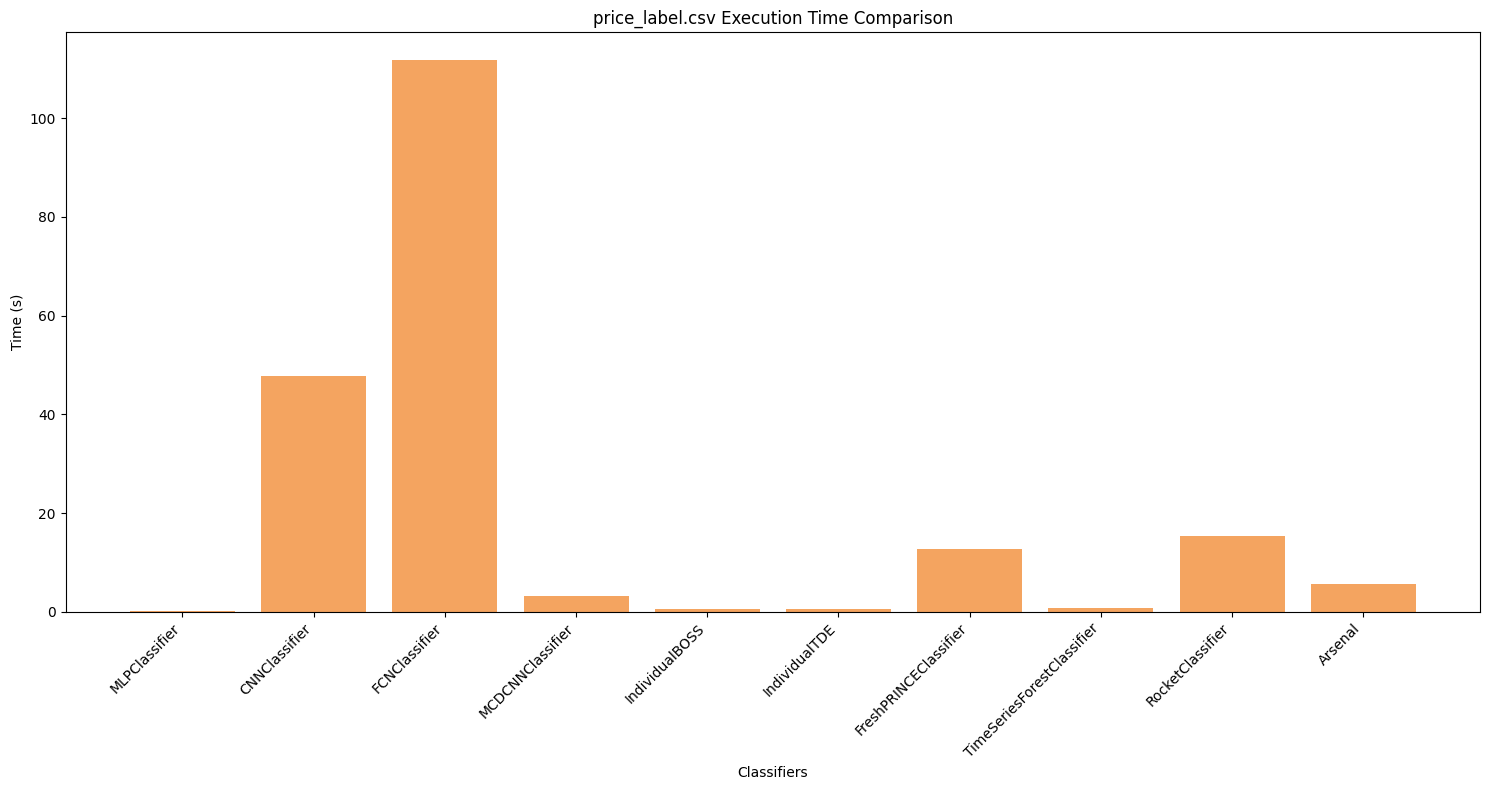 price_label.csv Execution Time Comparison
Time (s)
100
80
60
40
20
0
MLPClassifier
CNNClassifier
FCNClassifier
MCDCNNClassifier
IndividualBOSS
IndividualTDE
FreshPRINCEClassifier
TimeSeriesForestClassifier
RocketClassifier
Arsenal
Classifiers